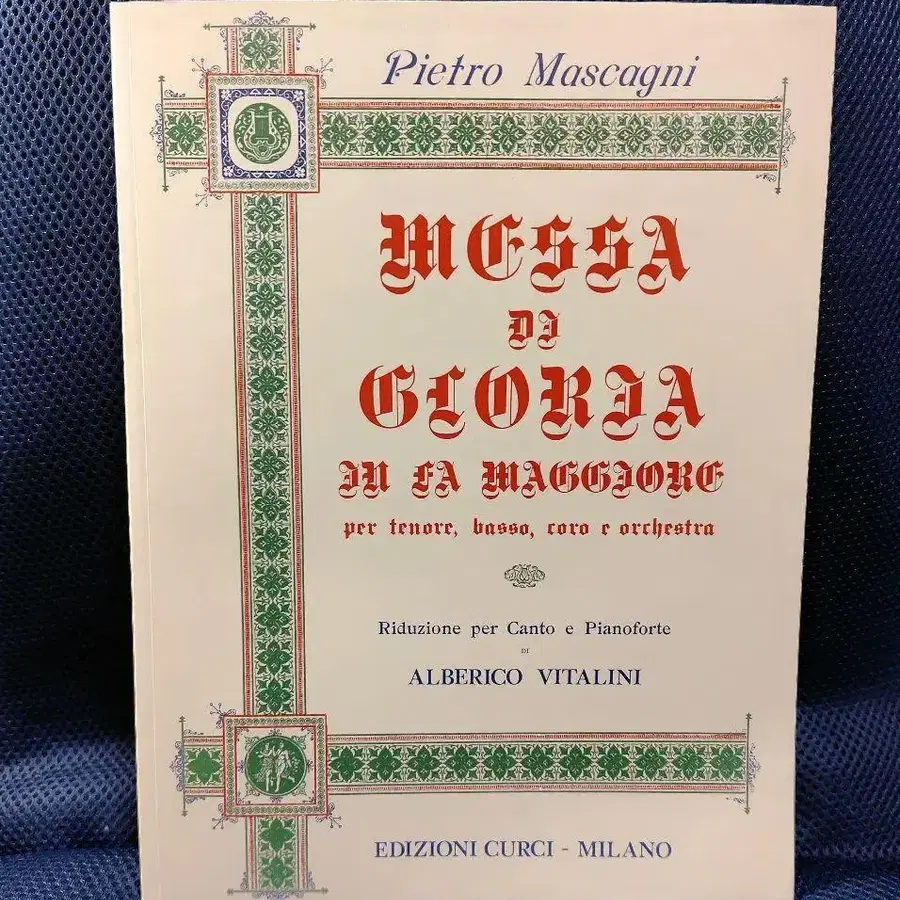 Pietro Mascagni
MESSA
DI
GLORIA
IN FA MAGGIORE
per tenore, basso, coro e orchestra
Riduzione per Canto e Pianoforte
DI
ALBERICO VITALINI
EDIZIONI CURCI - MILANO